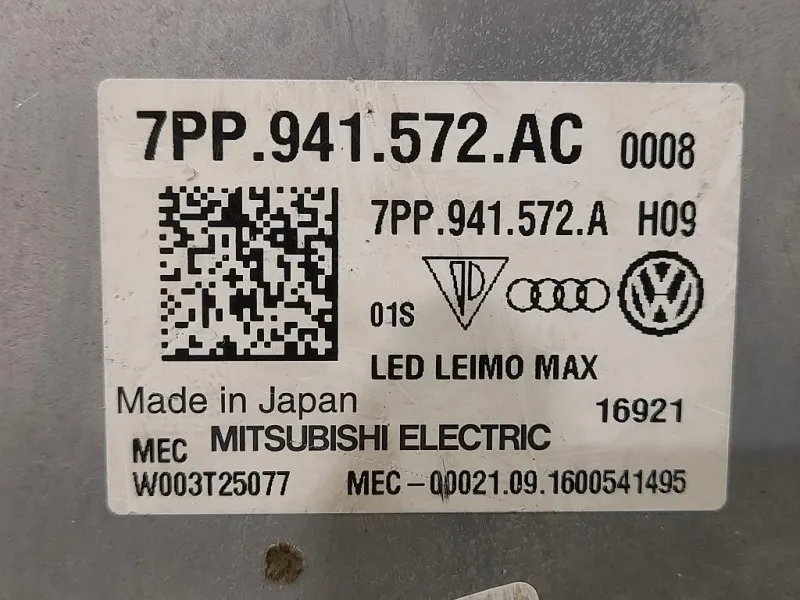 7PP.941.572.AC 0008
7PP.941.572.A H09
01S
LED LEIMO MAX
Made in Japan 16921
MEC MITSUBISHI ELECTRIC
W003T25077 MEC-00021.09.1600541495